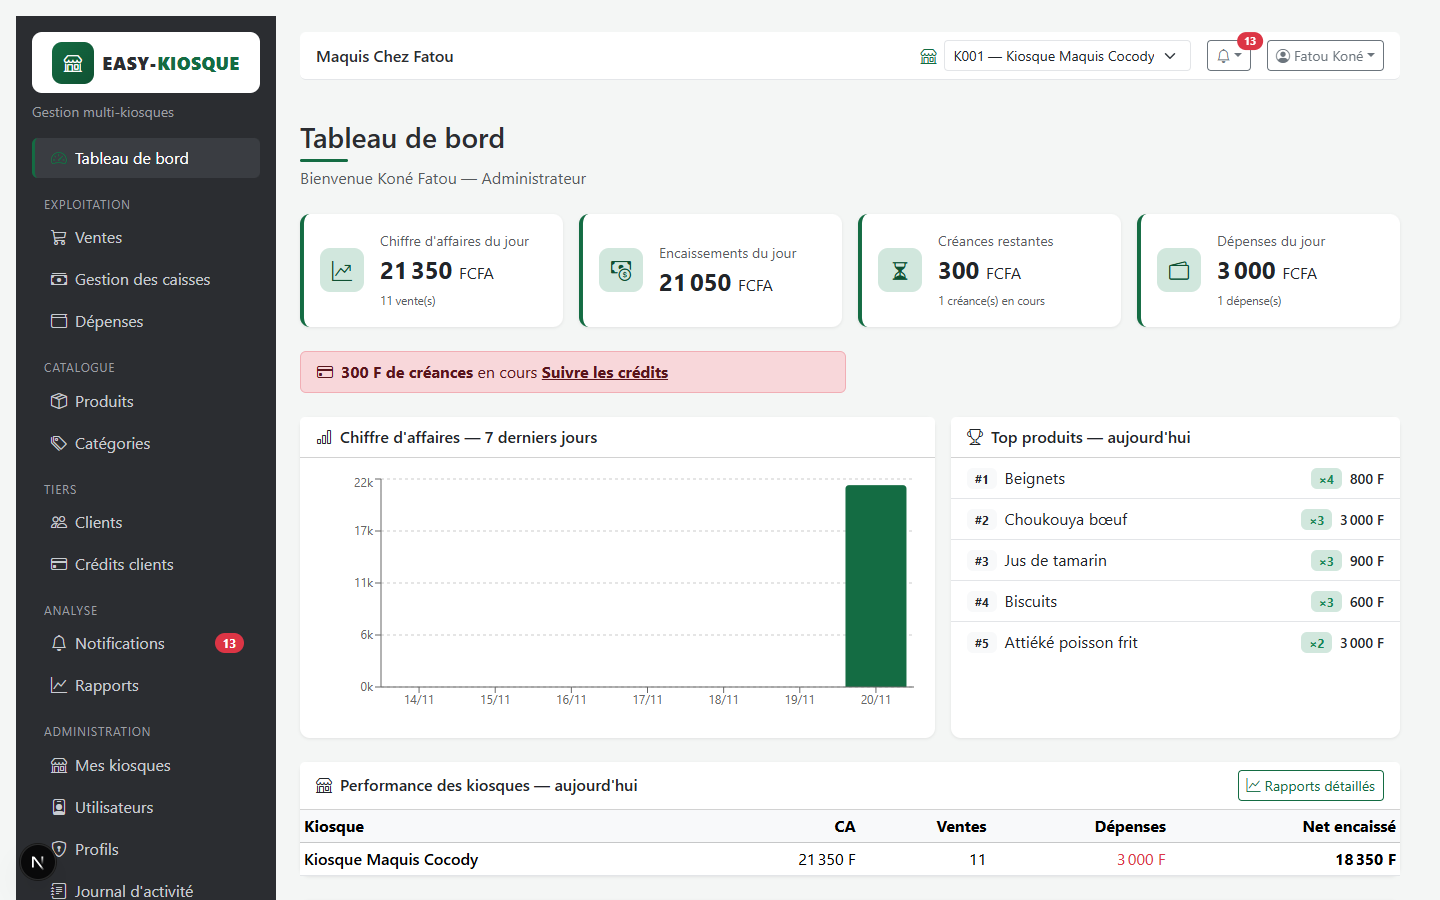 EASY-KIOSQUE
Gestion multi-kiosques
Tableau de bord
EXPLOITATION
Ventes
Gestion des caisses
Dépenses
CATALOGUE
Produits
Catégories
TIERS
Clients
Crédits clients
ANALYSE
Notifications 13
Rapports
ADMINISTRATION
Mes kiosques
Utilisateurs
Profils
Journal d'activité
N
Maquis Chez Fatou
K001 — Kiosque Maquis Cocody
13
Fatou Koné
Tableau de bord
Bienvenue Koné Fatou — Administrateur
Chiffre d'affaires du jour
21 350 FCFA
11 vente(s)
Encaissements du jour
21 050 FCFA
Créances restantes
300 FCFA
1 créance(s) en cours
Dépenses du jour
3 000 FCFA
1 dépense(s)
300 F de créances en cours Suivre les crédits
Chiffre d'affaires — 7 derniers jours
22k
17k
11k
6k
0k
14/11 15/11 16/11 17/11 18/11 19/11 20/11
Top produits — aujourd'hui
#1 Beignets ×4 800 F
#2 Choukouya bœuf ×3 3 000 F
#3 Jus de tamarin ×3 900 F
#4 Biscuits ×3 600 F
#5 Attiéké poisson frit ×2 3 000 F
Performance des kiosques — aujourd'hui
Rapports détaillés
Kiosque CA Ventes Dépenses Net encaissé
Kiosque Maquis Cocody 21 350 F 11 3 000 F 18 350 F